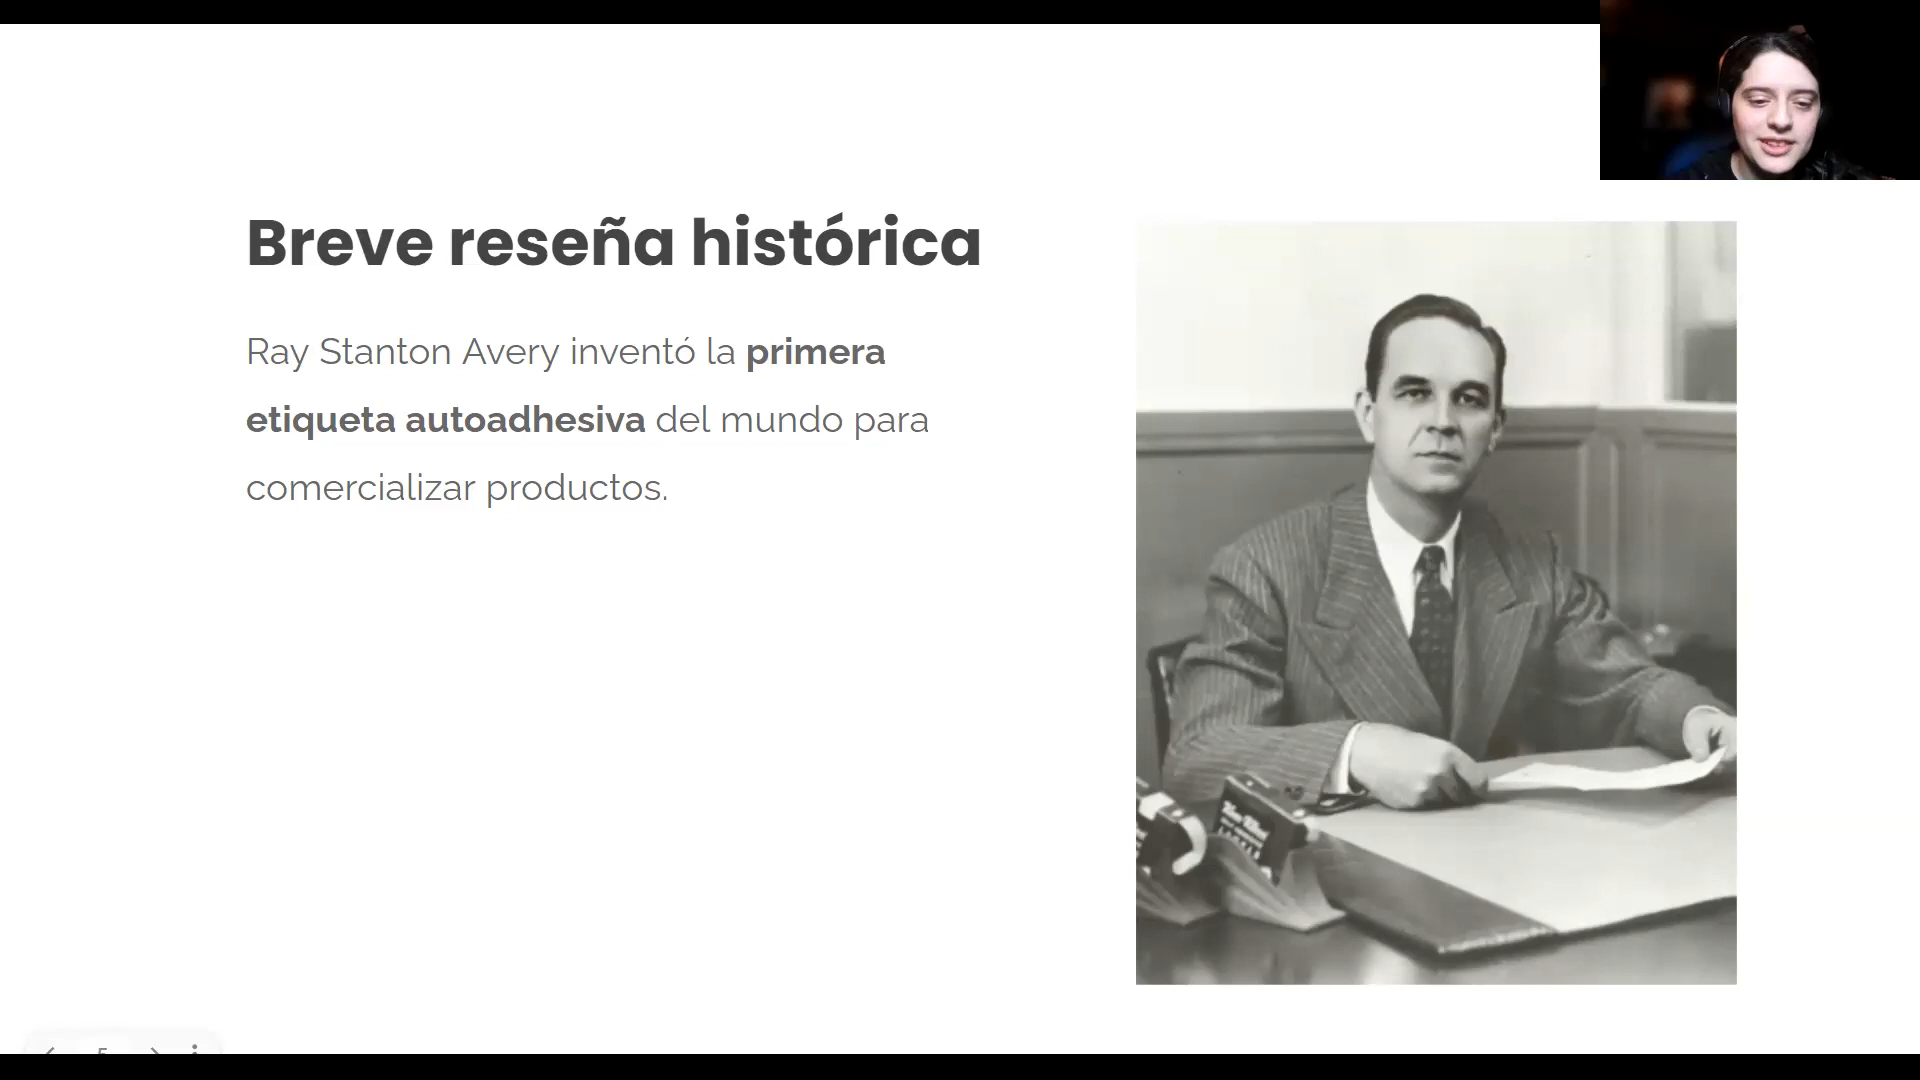 Breve reseña histórica
Ray Stanton Avery inventó la primera
etiqueta autoadhesiva del mundo para
comercializar productos.